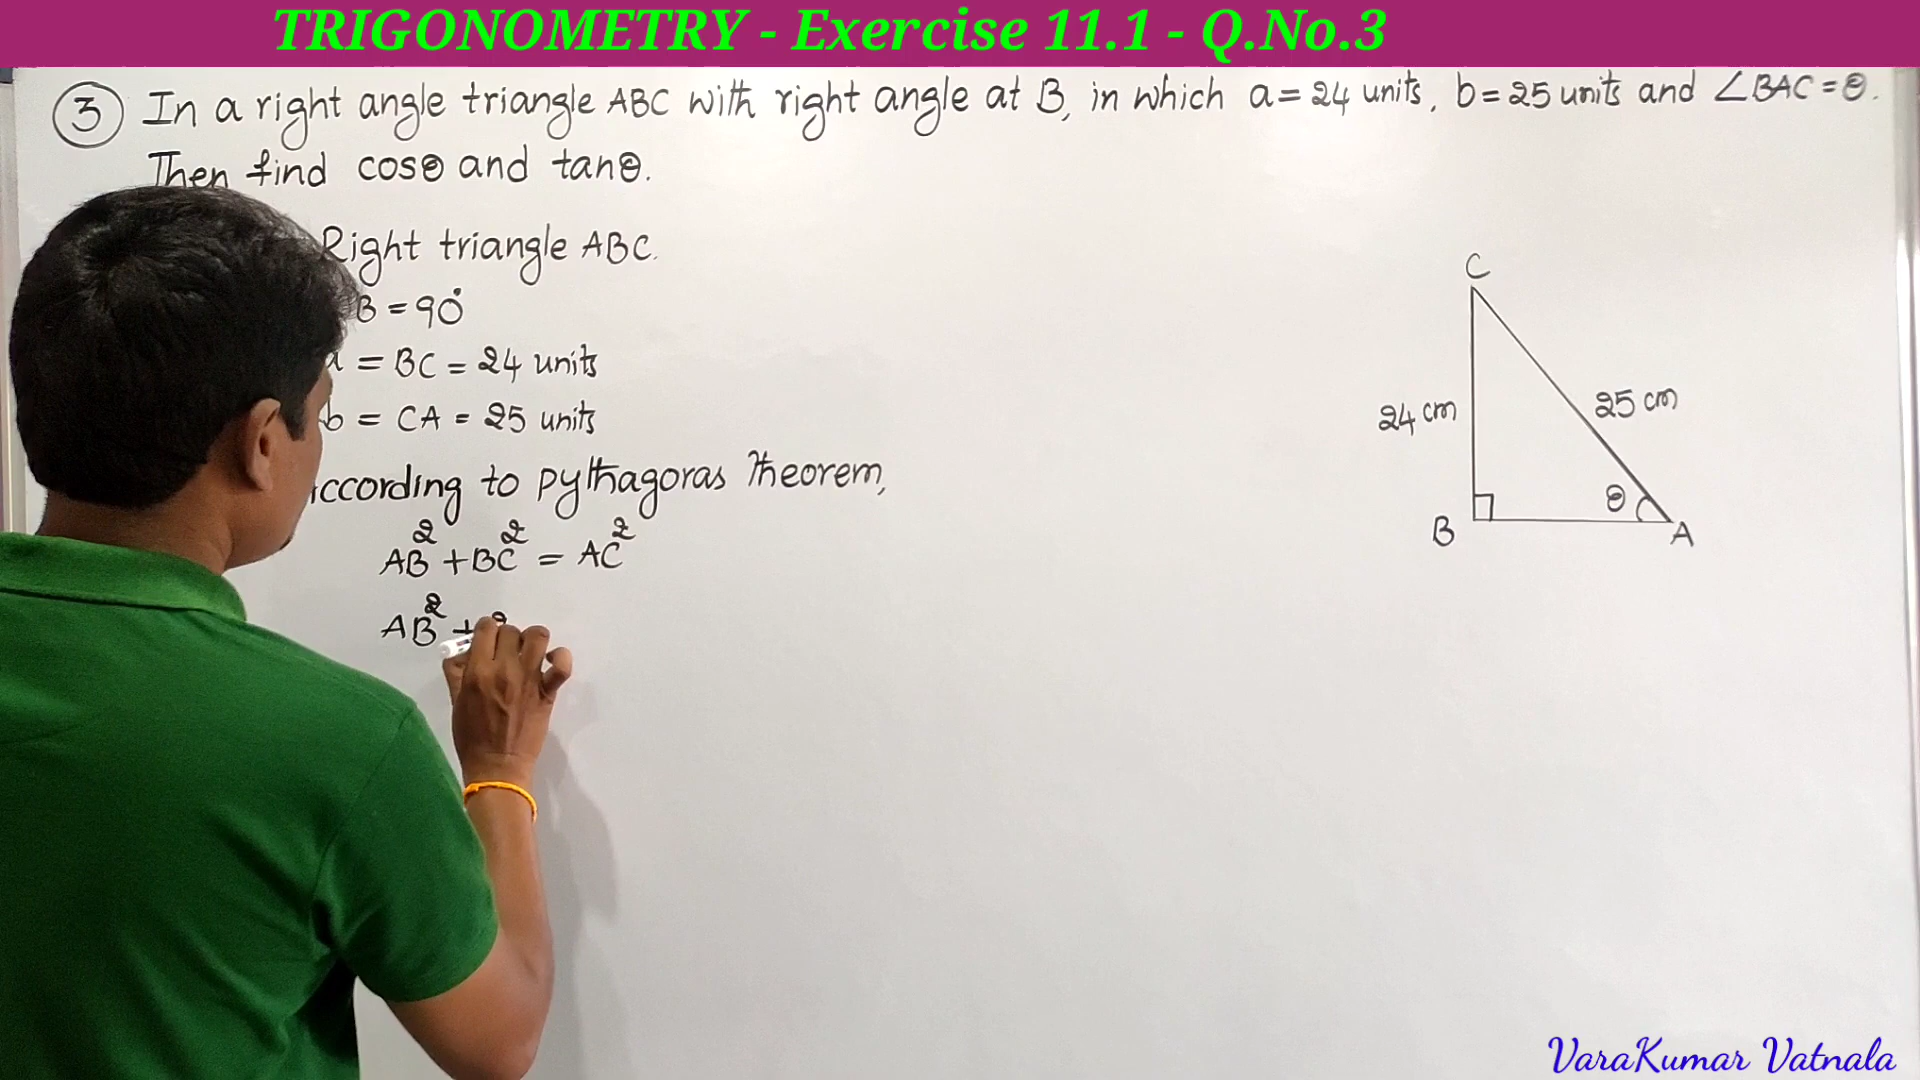 TRIGONOMETRY - Exercise 11.1 - Q.No.3
3 In a right angle triangle ABC with right angle at B, in which a = 24 units, b = 25 units and ∠BAC = θ.
Then find cosθ and tanθ.
Right triangle ABC.
B = 90°
= BC = 24 units
b = CA = 25 units
According to pythagoras Theorem,
AB² + BC² = AC²
AB² +
C
24 cm
25 cm
θ
B
A
VaraKumar Vatnala